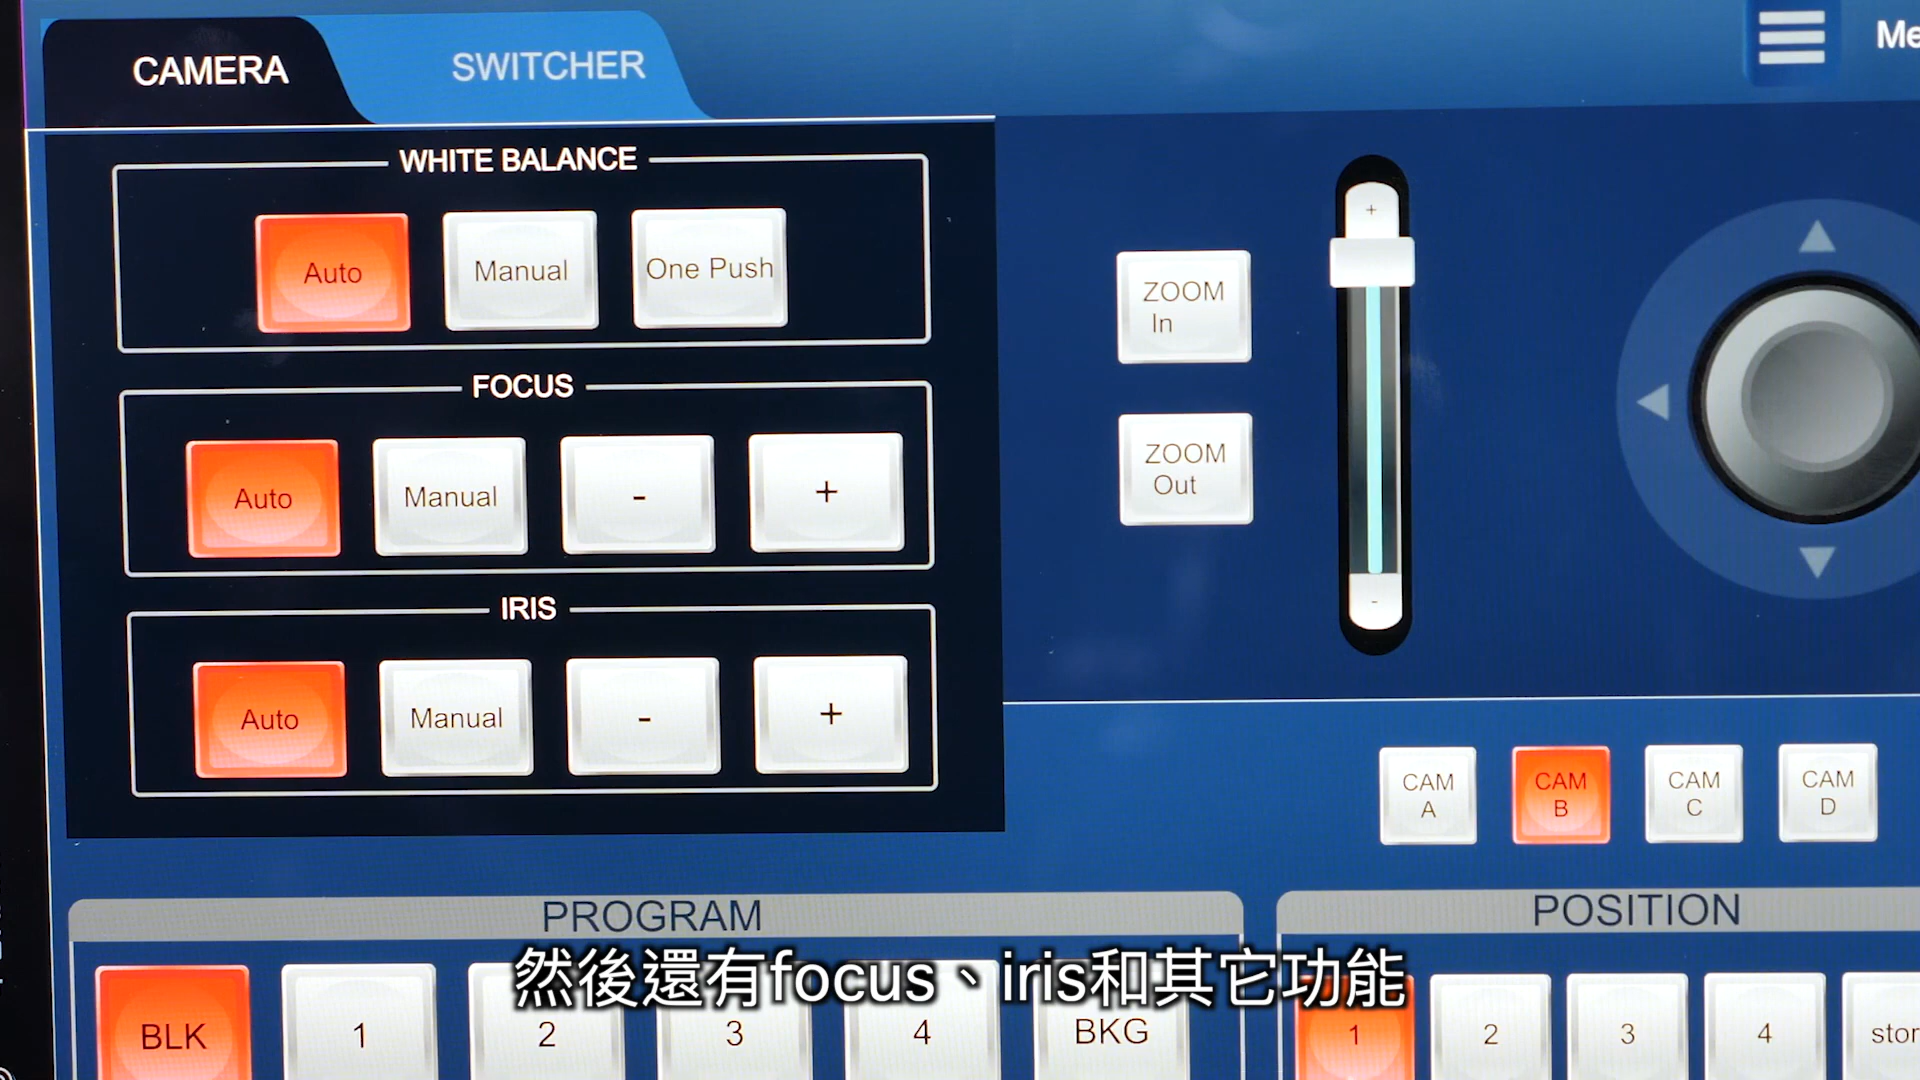 CAMERA
SWITCHER
Me
WHITE BALANCE
Auto
Manual
One Push
FOCUS
Auto
Manual
-
+
IRIS
Auto
Manual
-
+
+
-
ZOOM
In
ZOOM
Out
CAM
A
CAM
B
CAM
C
CAM
D
PROGRAM
BLK
1
2
3
4
BKG
POSITION
1
2
3
4
stor
然後還有focus、iris和其它功能